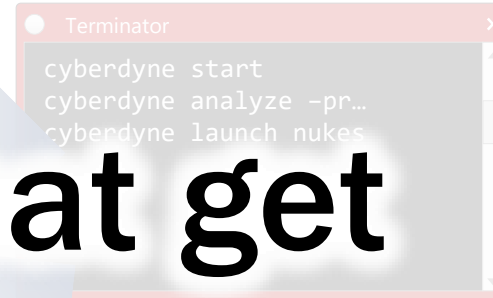 Terminator
cyberdyne start
cyberdyne analyze –pr…
cyberdyne launch nukes
at get